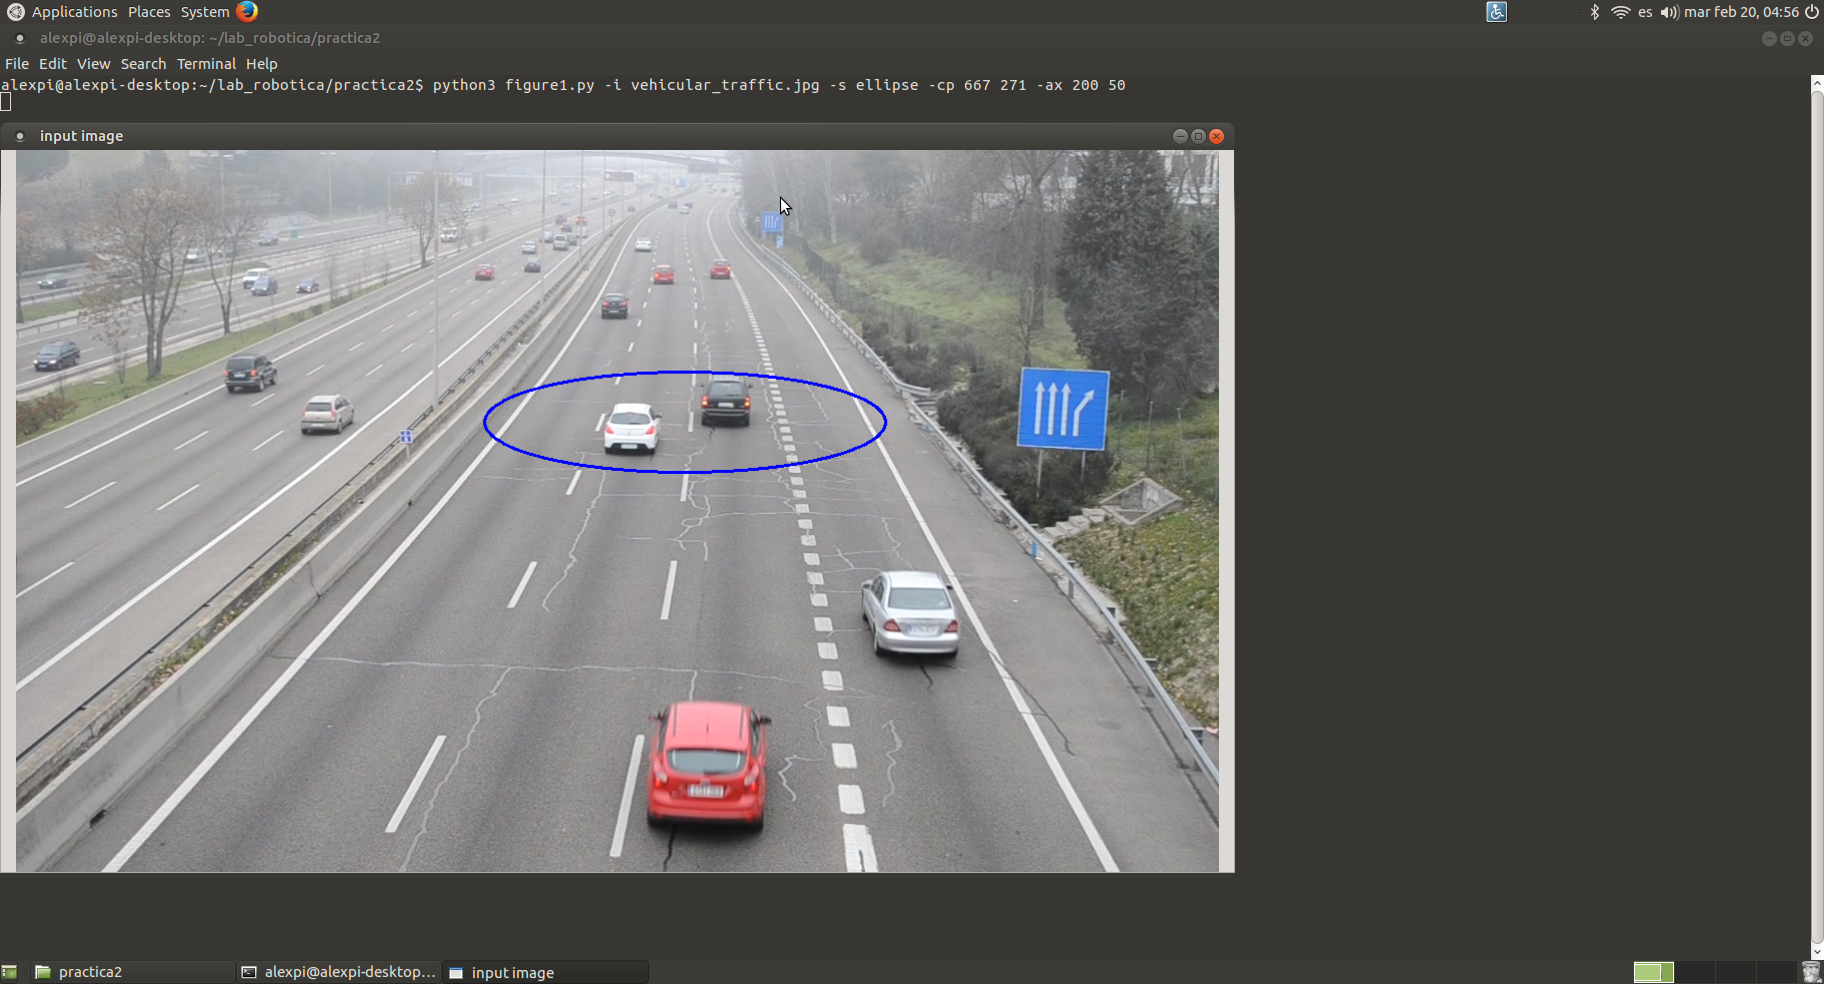 Applications Places System
es mar feb 20, 04:56
alexpi@alexpi-desktop: ~/lab_robotica/practica2
File Edit View Search Terminal Help
alexpi@alexpi-desktop:~/lab_robotica/practica2$ python3 figure1.py -i vehicular_traffic.jpg -s ellipse -cp 667 271 -ax 200 50
input image
practica2
alexpi@alexpi-desktop...
input image